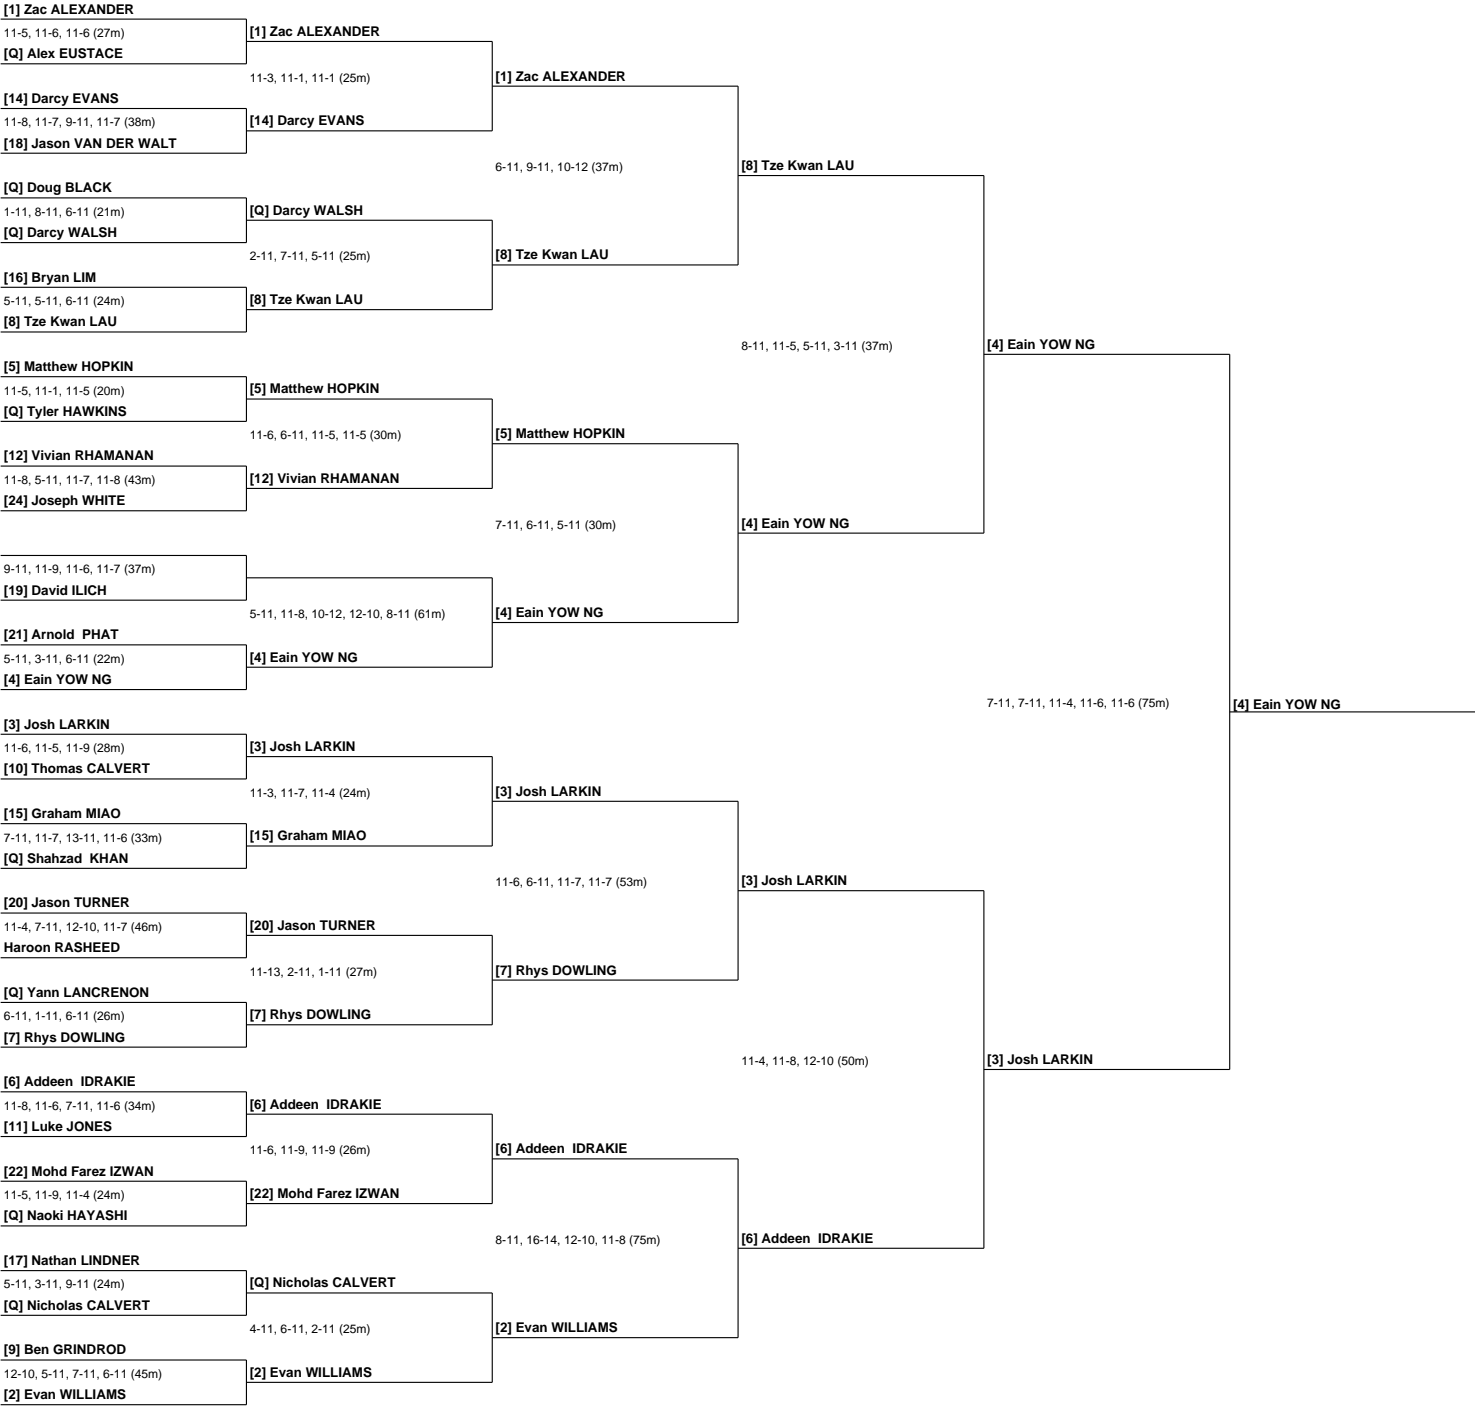 [1] Zac ALEXANDER
11-5, 11-6, 11-6 (27m)
[1] Zac ALEXANDER
[Q] Alex EUSTACE
11-3, 11-1, 11-1 (25m)
[1] Zac ALEXANDER
[14] Darcy EVANS
11-8, 11-7, 9-11, 11-7 (38m)
[14] Darcy EVANS
[18] Jason VAN DER WALT
6-11, 9-11, 10-12 (37m)
[8] Tze Kwan LAU
[Q] Doug BLACK
1-11, 8-11, 6-11 (21m)
[Q] Darcy WALSH
[Q] Darcy WALSH
2-11, 7-11, 5-11 (25m)
[8] Tze Kwan LAU
[16] Bryan LIM
5-11, 5-11, 6-11 (24m)
[8] Tze Kwan LAU
[8] Tze Kwan LAU
8-11, 11-5, 5-11, 3-11 (37m)
[4] Eain YOW NG
[5] Matthew HOPKIN
11-5, 11-1, 11-5 (20m)
[5] Matthew HOPKIN
[Q] Tyler HAWKINS
11-6, 6-11, 11-5, 11-5 (30m)
[5] Matthew HOPKIN
[12] Vivian RHAMANAN
11-8, 5-11, 11-7, 11-8 (43m)
[12] Vivian RHAMANAN
[24] Joseph WHITE
7-11, 6-11, 5-11 (30m)
[4] Eain YOW NG
9-11, 11-9, 11-6, 11-7 (37m)
[19] David ILICH
5-11, 11-8, 10-12, 12-10, 8-11 (61m)
[4] Eain YOW NG
[21] Arnold  PHAT
5-11, 3-11, 6-11 (22m)
[4] Eain YOW NG
[4] Eain YOW NG
7-11, 7-11, 11-4, 11-6, 11-6 (75m)
[4] Eain YOW NG
[3] Josh LARKIN
11-6, 11-5, 11-9 (28m)
[3] Josh LARKIN
[10] Thomas CALVERT
11-3, 11-7, 11-4 (24m)
[3] Josh LARKIN
[15] Graham MIAO
7-11, 11-7, 13-11, 11-6 (33m)
[15] Graham MIAO
[Q] Shahzad  KHAN
11-6, 6-11, 11-7, 11-7 (53m)
[3] Josh LARKIN
[20] Jason TURNER
11-4, 7-11, 12-10, 11-7 (46m)
[20] Jason TURNER
Haroon RASHEED
11-13, 2-11, 1-11 (27m)
[7] Rhys DOWLING
[Q] Yann LANCRENON
6-11, 1-11, 6-11 (26m)
[7] Rhys DOWLING
[7] Rhys DOWLING
11-4, 11-8, 12-10 (50m)
[3] Josh LARKIN
[6] Addeen  IDRAKIE
11-8, 11-6, 7-11, 11-6 (34m)
[6] Addeen  IDRAKIE
[11] Luke JONES
11-6, 11-9, 11-9 (26m)
[6] Addeen  IDRAKIE
[22] Mohd Farez IZWAN
11-5, 11-9, 11-4 (24m)
[22] Mohd Farez IZWAN
[Q] Naoki HAYASHI
8-11, 16-14, 12-10, 11-8 (75m)
[6] Addeen  IDRAKIE
[17] Nathan LINDNER
5-11, 3-11, 9-11 (24m)
[Q] Nicholas CALVERT
[Q] Nicholas CALVERT
4-11, 6-11, 2-11 (25m)
[2] Evan WILLIAMS
[9] Ben GRINDROD
12-10, 5-11, 7-11, 6-11 (45m)
[2] Evan WILLIAMS
[2] Evan WILLIAMS